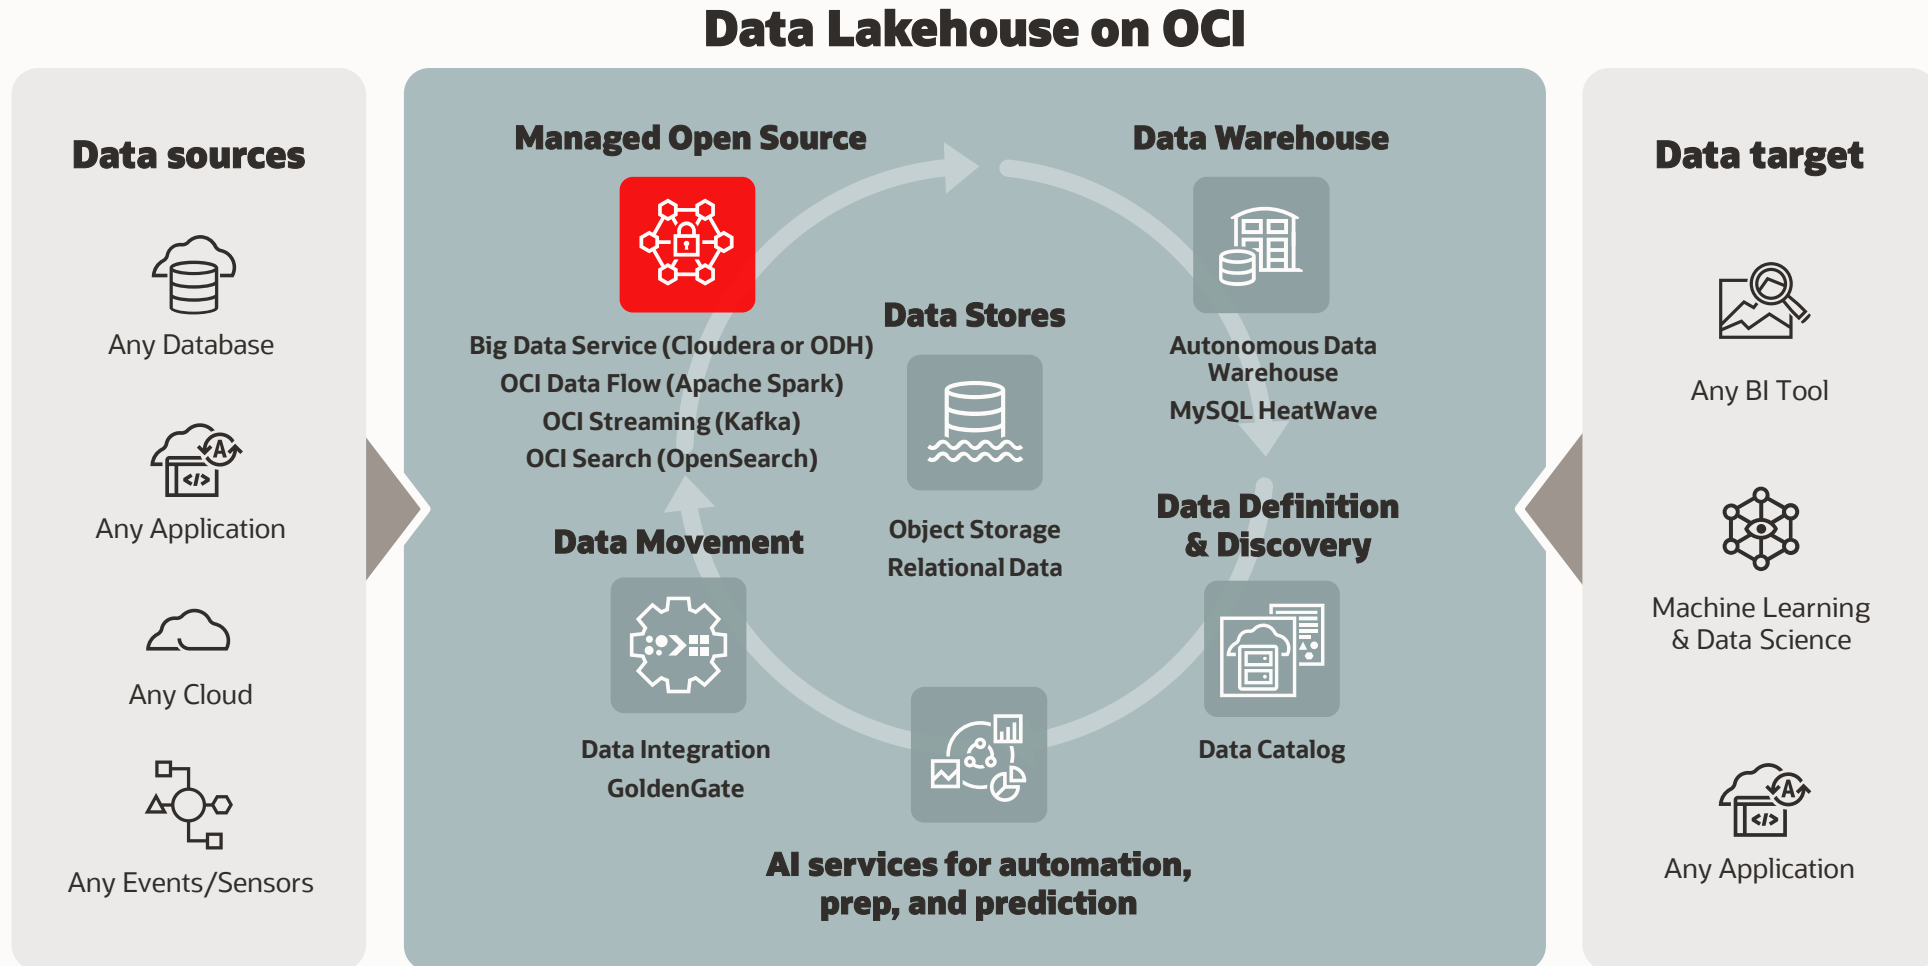 Data Lakehouse on OCI
Data sources
Any Database
Any Application
Any Cloud
Any Events/Sensors
Managed Open Source
Big Data Service (Cloudera or ODH)
OCI Data Flow (Apache Spark)
OCI Streaming (Kafka)
OCI Search (OpenSearch)
Data Warehouse
Autonomous Data
Warehouse
MySQL HeatWave
Data Stores
Object Storage
Relational Data
Data Movement
Data Integration
GoldenGate
Data Definition
& Discovery
Data Catalog
AI services for automation,
prep, and prediction
Data target
Any BI Tool
Machine Learning
& Data Science
Any Application